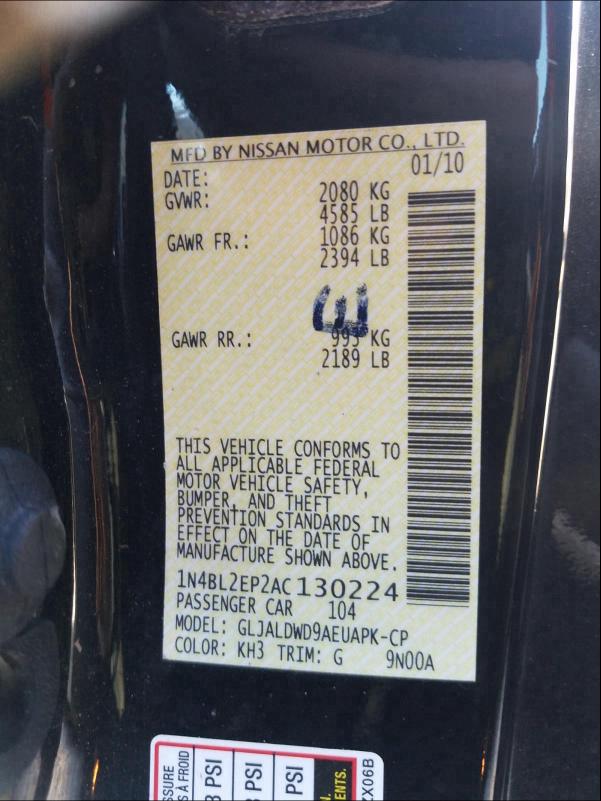 MFD BY NISSAN MOTOR CO., LTD.
DATE: 01/10
GVWR: 2080 KG
4585 LB
GAWR FR.: 1086 KG
2394 LB
E
GAWR RR.: 993 KG
2189 LB
THIS VEHICLE CONFORMS TO
ALL APPLICABLE FEDERAL
MOTOR VEHICLE SAFETY,
BUMPER, AND THEFT
PREVENTION STANDARDS IN
EFFECT ON THE DATE OF
MANUFACTURE SHOWN ABOVE.
1N4BL2EP2AC130224
PASSENGER CAR 104
MODEL: GLJALDWD9AEUAPK-CP
COLOR: KH3 TRIM: G 9N00A
PSI
PSI
PSI
À FROID
X06B